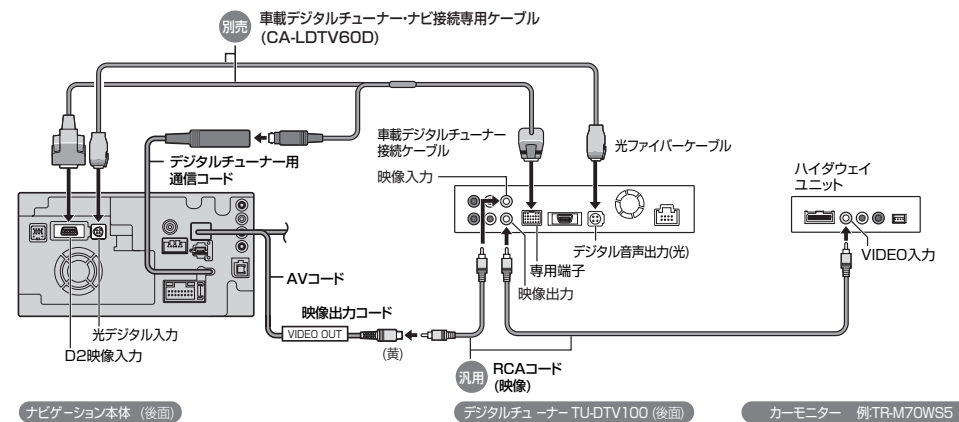 別売
車載デジタルチューナー・ナビ接続専用ケーブル
(CA-LDTV60D)
車載デジタルチューナー
接続ケーブル
光ファイバーケーブル
デジタルチューナー用
通信コード
映像入力
ハイダウェイ
ユニット
デジタル音声出力(光)
VIDEO入力
専用端子
AVコード
映像出力
映像出力コード
光デジタル入力
VIDEO OUT
D2映像入力
(黄)
汎用
RCAコード
(映像)
ナビゲーション本体 (後面)
デジタルチューナー TU-DTV100 (後面)
カーモニター 例:TR-M70WS5